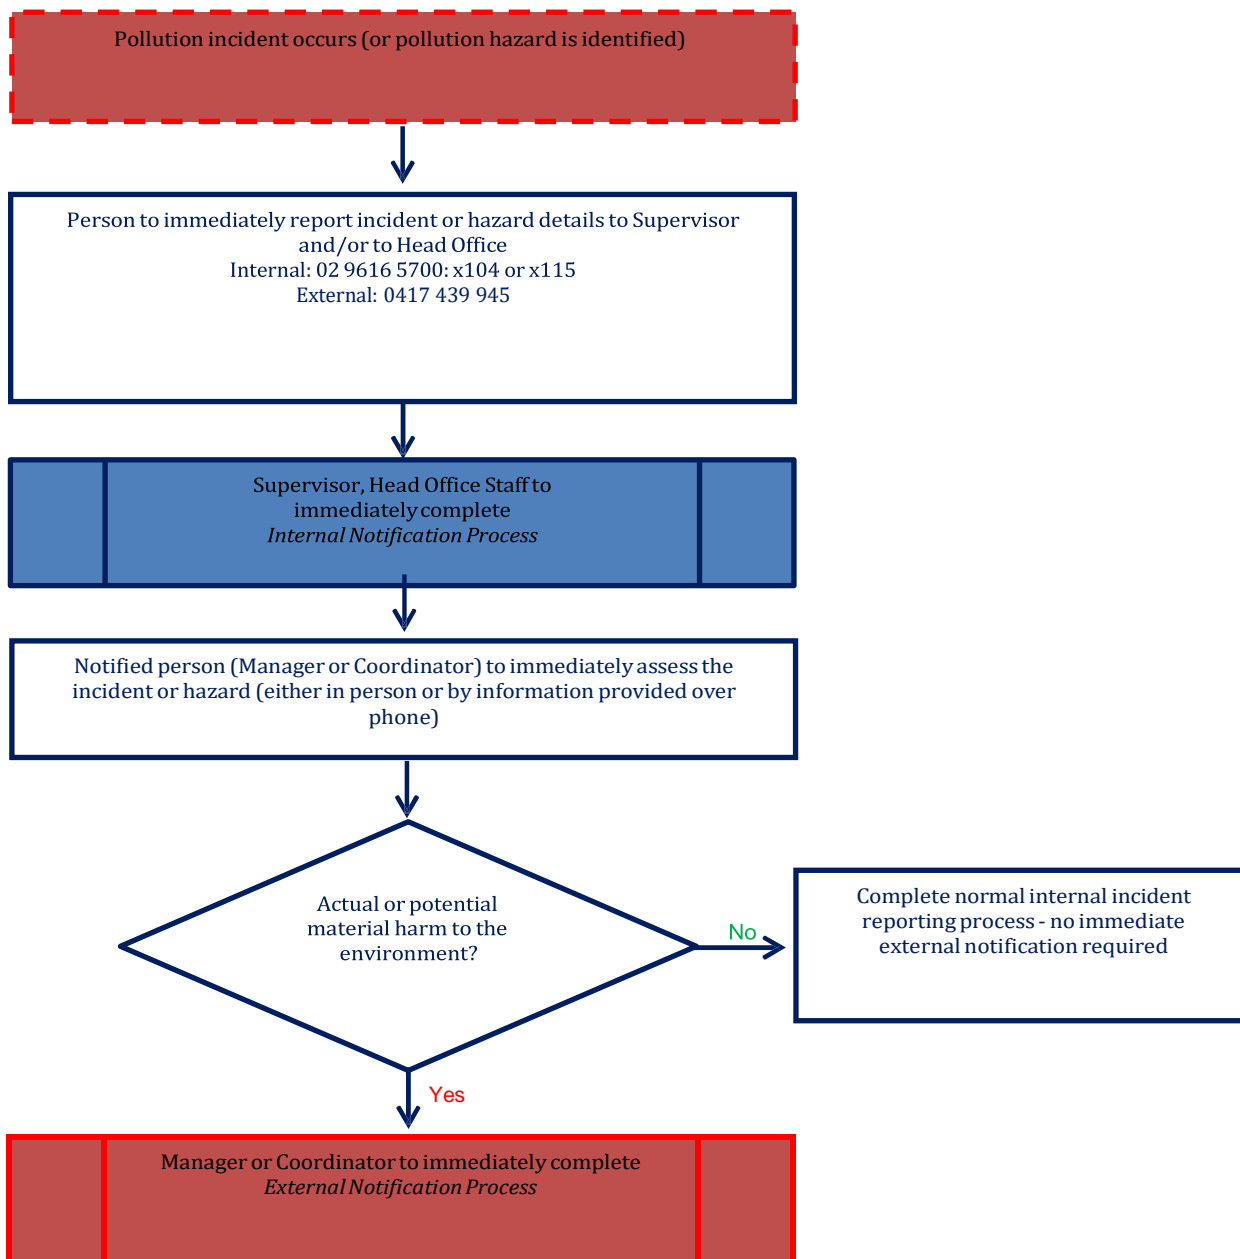 Pollution incident occurs (or pollution hazard is identified)
Person to immediately report incident or hazard details to Supervisor
and/or to Head Office
Internal: 02 9616 5700: x104 or x115
External: 0417 439 945
Supervisor, Head Office Staff to
immediately complete
Internal Notification Process
Notified person (Manager or Coordinator) to immediately assess the
incident or hazard (either in person or by information provided over
phone)
Actual or potential
material harm to the
environment?
No
Complete normal internal incident
reporting process - no immediate
external notification required
Yes
Manager or Coordinator to immediately complete
External Notification Process